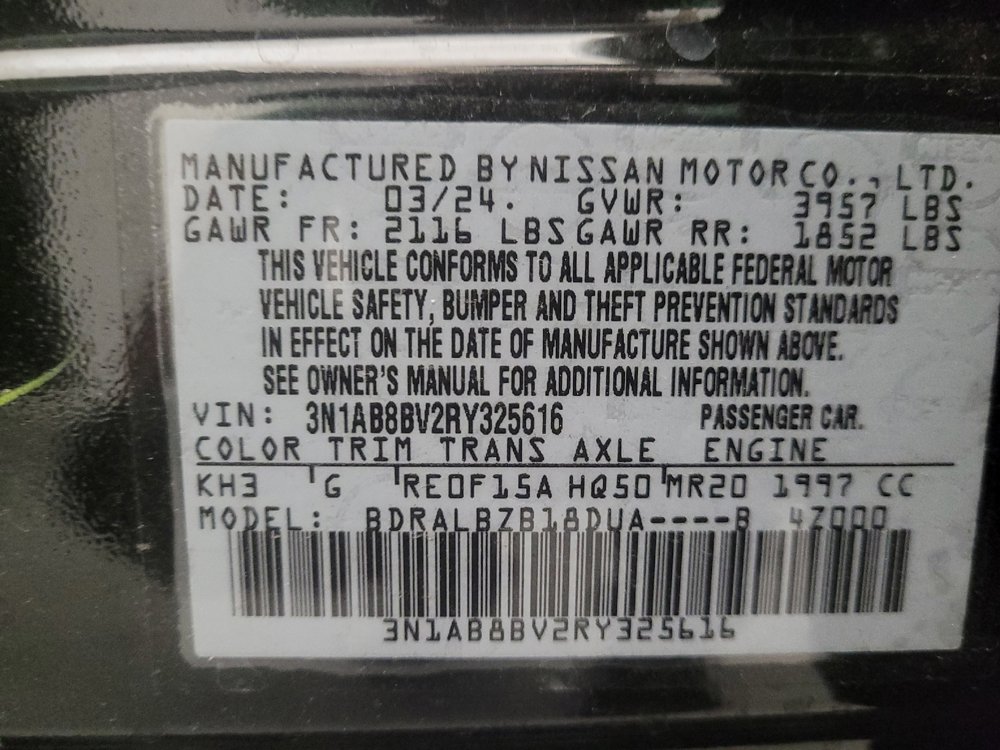 MANUFACTURED BY NISSAN MOTOR CO., LTD.
DATE: 03/24. GVWR: 3957 LBS
GAWR FR: 2116 LBS GAWR RR: 1852 LBS
THIS VEHICLE CONFORMS TO ALL APPLICABLE FEDERAL MOTOR
VEHICLE SAFETY, BUMPER AND THEFT PREVENTION STANDARDS
IN EFFECT ON THE DATE OF MANUFACTURE SHOWN ABOVE.
SEE OWNER'S MANUAL FOR ADDITIONAL INFORMATION.
VIN: 3N1AB8BV2RY325616 PASSENGER CAR.
COLOR TRIM TRANS AXLE ENGINE
KH3 G RE0F15A HQ50 MR20 1997 CC
MODEL: BDRALBZB18DUA----B 4Z000
3N1AB8BV2RY325616